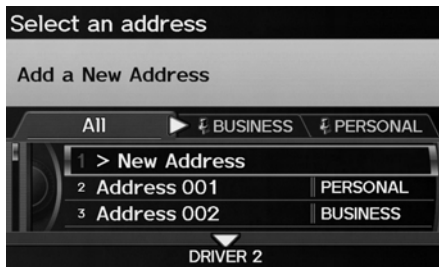 Select an address
Add a New Address
All BUSINESS PERSONAL
1 > New Address
2 Address 001 PERSONAL
3 Address 002 BUSINESS
DRIVER 2